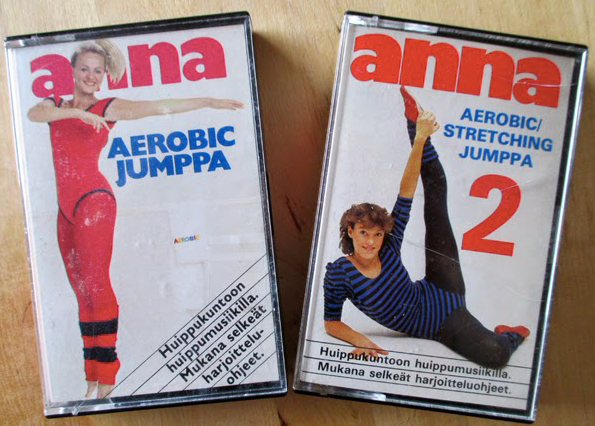 anna
AEROBIC
JUMPPA
AEROBIC
Huippukuntoon
huippumusiikilla.
Mukana selkeät
harjoittelu-
ohjeet.
anna
AEROBIC/
STRETCHING
JUMPPA
2
Huippukuntoon huippumusiikilla.
Mukana selkeät harjoitteluohjeet.